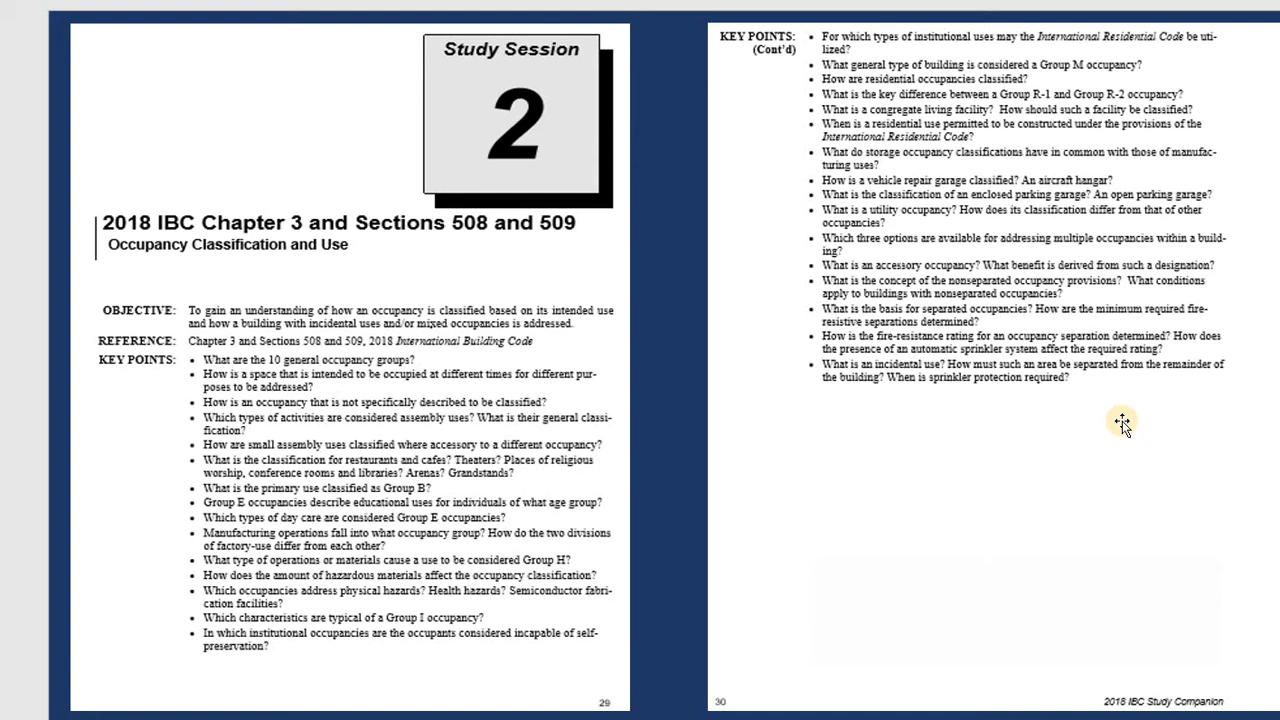 Study Session
2
2018 IBC Chapter 3 and Sections 508 and 509
Occupancy Classification and Use
OBJECTIVE: To gain an understanding of how an occupancy is classified based on its intended use
and how a building with incidental uses and/or mixed occupancies is addressed.
REFERENCE: Chapter 3 and Sections 508 and 509, 2018 International Building Code
KEY POINTS: • What are the 10 general occupancy groups?
• How is a space that is intended to be occupied at different times for different pur-
poses to be addressed?
• How is an occupancy that is not specifically described to be classified?
• Which types of activities are considered assembly uses? What is their general classi-
fication?
• How are small assembly uses classified where accessory to a different occupancy?
• What is the classification for restaurants and cafes? Theaters? Places of religious
worship, conference rooms and libraries? Arenas? Grandstands?
• What is the primary use classified as Group B?
• Group E occupancies describe educational uses for individuals of what age group?
• Which types of day care are considered Group E occupancies?
• Manufacturing operations fall into what occupancy group? How do the two divisions
of factory-use differ from each other?
• What type of operations or materials cause a use to be considered Group H?
• How does the amount of hazardous materials affect the occupancy classification?
• Which occupancies address physical hazards? Health hazards? Semiconductor fabri-
cation facilities?
• Which characteristics are typical of a Group I occupancy?
• In which institutional occupancies are the occupants considered incapable of self-
preservation?
29
KEY POINTS: • For which types of institutional uses may the International Residential Code be uti-
(Cont'd) lized?
• What general type of building is considered a Group M occupancy?
• How are residential occupancies classified?
• What is the key difference between a Group R-1 and Group R-2 occupancy?
• What is a congregate living facility? How should such a facility be classified?
• When is a residential use permitted to be constructed under the provisions of the
International Residential Code?
• What do storage occupancy classifications have in common with those of manufac-
turing uses?
• How is a vehicle repair garage classified? An aircraft hangar?
• What is the classification of an enclosed parking garage? An open parking garage?
• What is a utility occupancy? How does its classification differ from that of other
occupancies?
• Which three options are available for addressing multiple occupancies within a build-
ing?
• What is an accessory occupancy? What benefit is derived from such a designation?
• What is the concept of the nonseparated occupancy provisions? What conditions
apply to buildings with nonseparated occupancies?
• What is the basis for separated occupancies? How are the minimum required fire-
resistive separations determined?
• How is the fire-resistance rating for an occupancy separation determined? How does
the presence of an automatic sprinkler system affect the required rating?
• What is an incidental use? How must such an area be separated from the remainder of
the building? When is sprinkler protection required?
30
2018 IBC Study Companion